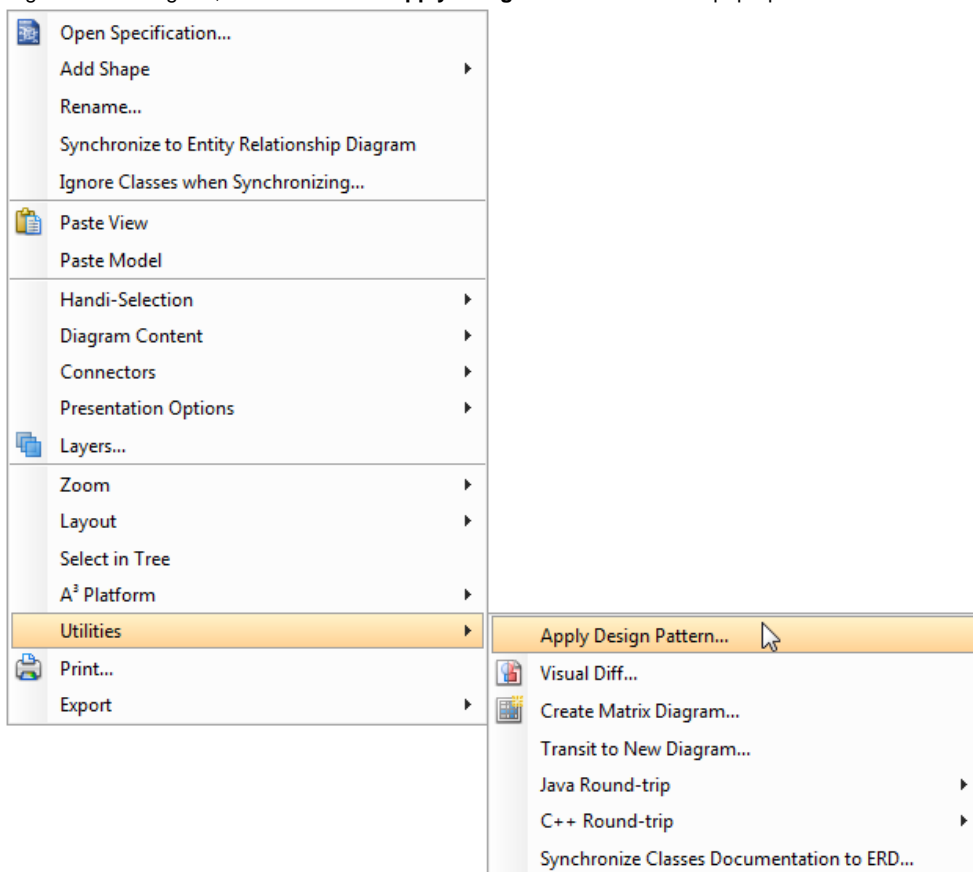 Open Specification...
Add Shape
Rename...
Synchronize to Entity Relationship Diagram
Ignore Classes when Synchronizing...
Paste View
Paste Model
Handi-Selection
Diagram Content
Connectors
Presentation Options
Layers...
Zoom
Layout
Select in Tree
A³ Platform
Utilities
Print...
Export
Apply Design Pattern...
Visual Diff...
Create Matrix Diagram...
Transit to New Diagram...
Java Round-trip
C++ Round-trip
Synchronize Classes Documentation to ERD...